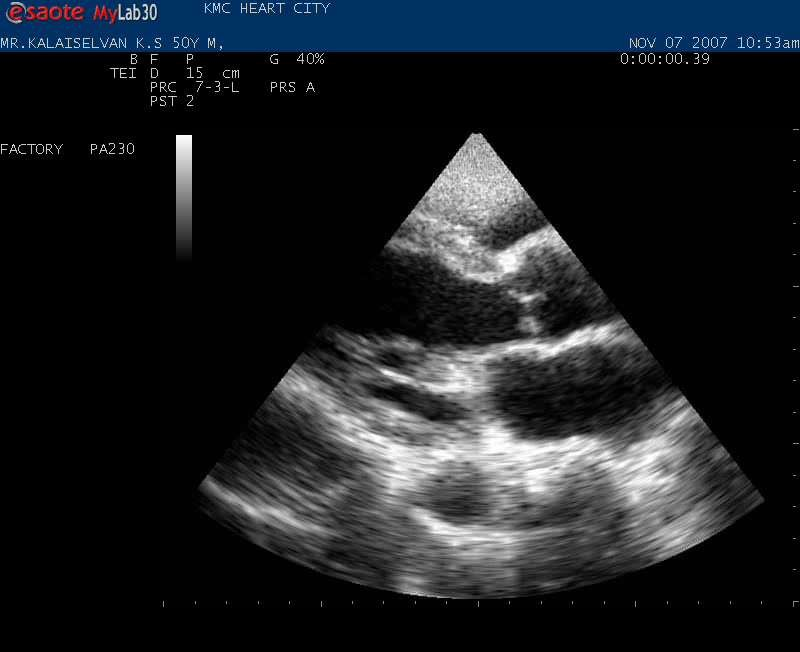 esaote MyLab30 KMC HEART CITY
MR.KALAISELVAN K.S 50Y M, NOV 07 2007 10:53am
B F P G 40% 0:00:00.39
TEI D 15 cm
PRC 7-3-L PRS A
PST 2
FACTORY PA230